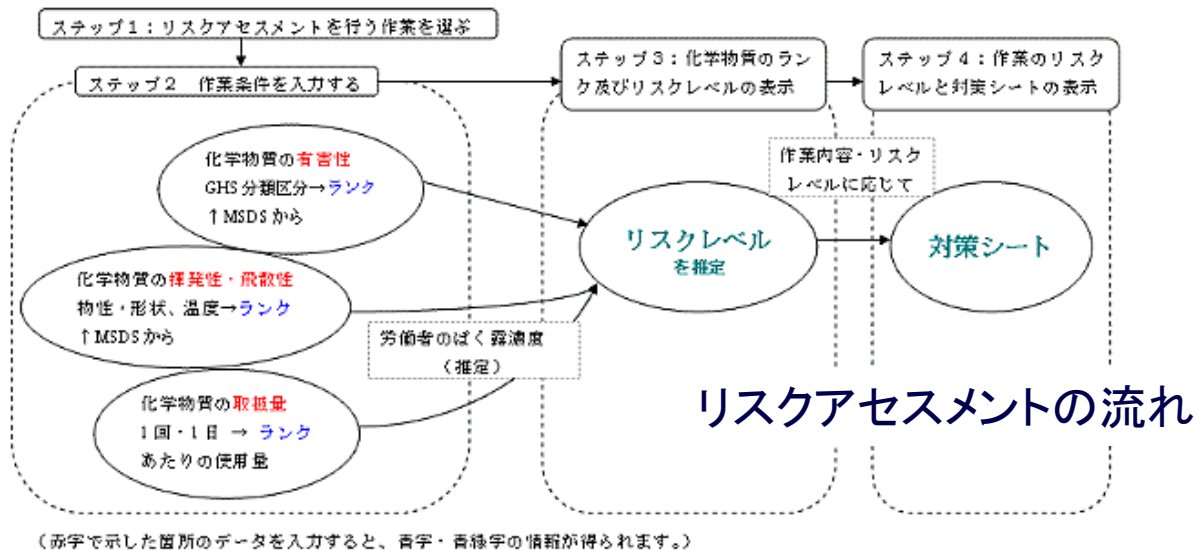 ステップ1：リスクアセスメントを行う作業を選ぶ
ステップ2　作業条件を入力する
ステップ3：化学物質のラン
ク及びリスクレベルの表示
ステップ4：作業のリスク
レベルと対策シートの表示
化学物質の有害性
GHS分類区分→ランク
↑MSDSから
化学物質の揮発性・飛散性
物性・形状、温度→ランク
↑MSDSから
化学物質の取扱量
1回・1日 → ランク
あたりの使用量
労働者のばく露濃度
（推定）
リスクレベル
を推定
作業内容・リスク
レベルに応じて
対策シート
リスクアセスメントの流れ
（赤字で示した箇所のデータを入力すると、青字・青緑字の情報が得られます。）